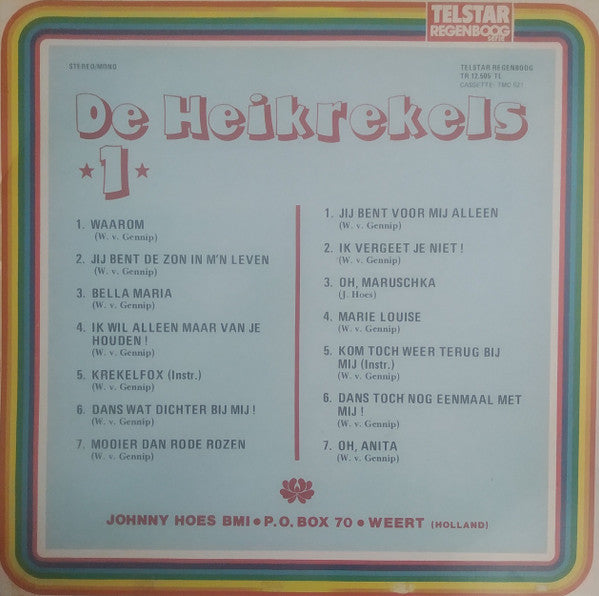 TELSTAR
REGENBOOG
serie
STEREO/MONO
TELSTAR REGENBOOG
TR 12.505 TL
CASSETTE: TMC 521
De Heikrekels
★1★
1. WAAROM
(W. v. Gennip)
2. JIJ BENT DE ZON IN M'N LEVEN
(W. v. Gennip)
3. BELLA MARIA
(W. v. Gennip)
4. IK WIL ALLEEN MAAR VAN JE
HOUDEN !
(W. v. Gennip)
5. KREKELFOX (Instr.)
(W. v. Gennip)
6. DANS WAT DICHTER BIJ MIJ !
(W. v. Gennip)
7. MOOIER DAN RODE ROZEN
(W. v. Gennip)
1. JIJ BENT VOOR MIJ ALLEEN
(W. v. Gennip)
2. IK VERGEET JE NIET !
(W. v. Gennip)
3. OH, MARUSCHKA
(J. Hoes)
4. MARIE LOUISE
(W. v. Gennip)
5. KOM TOCH WEER TERUG BIJ
MIJ (Instr.)
(W. v. Gennip)
6. DANS TOCH NOG EENMAAL MET
MIJ !
(W. v. Gennip)
7. OH, ANITA
(W. v. Gennip)
JOHNNY HOES BMI • P.O. BOX 70 • WEERT (HOLLAND)